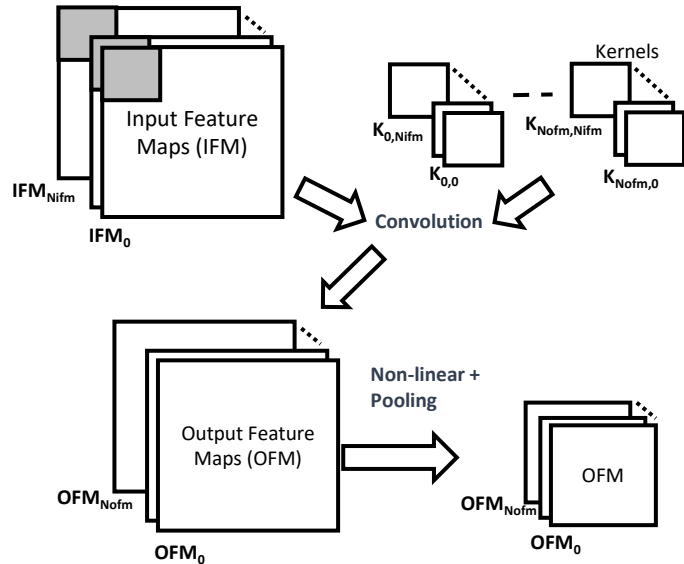 Kernels
Input Feature
Maps (IFM)
K0,Nifm
KNofm,Nifm
K0,0
KNofm,0
IFMNifm
IFM0
Convolution
Non-linear +
Pooling
Output Feature
Maps (OFM)
OFM
OFMNofm
OFMNofm
OFM0
OFM0